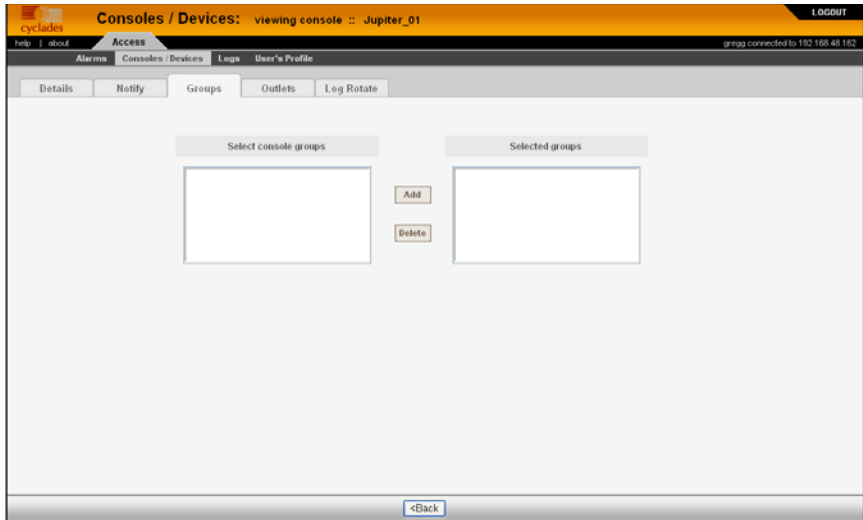 LOGOUT
cyclades
Consoles / Devices: viewing console :: Jupiter_01
help | about
Access
gregg connected to 192.168.48.162
Alarms Consoles / Devices Logs User's Profile
Details Notify Groups Outlets Log Rotate
Select console groups
Selected groups
Add
Delete
<Back